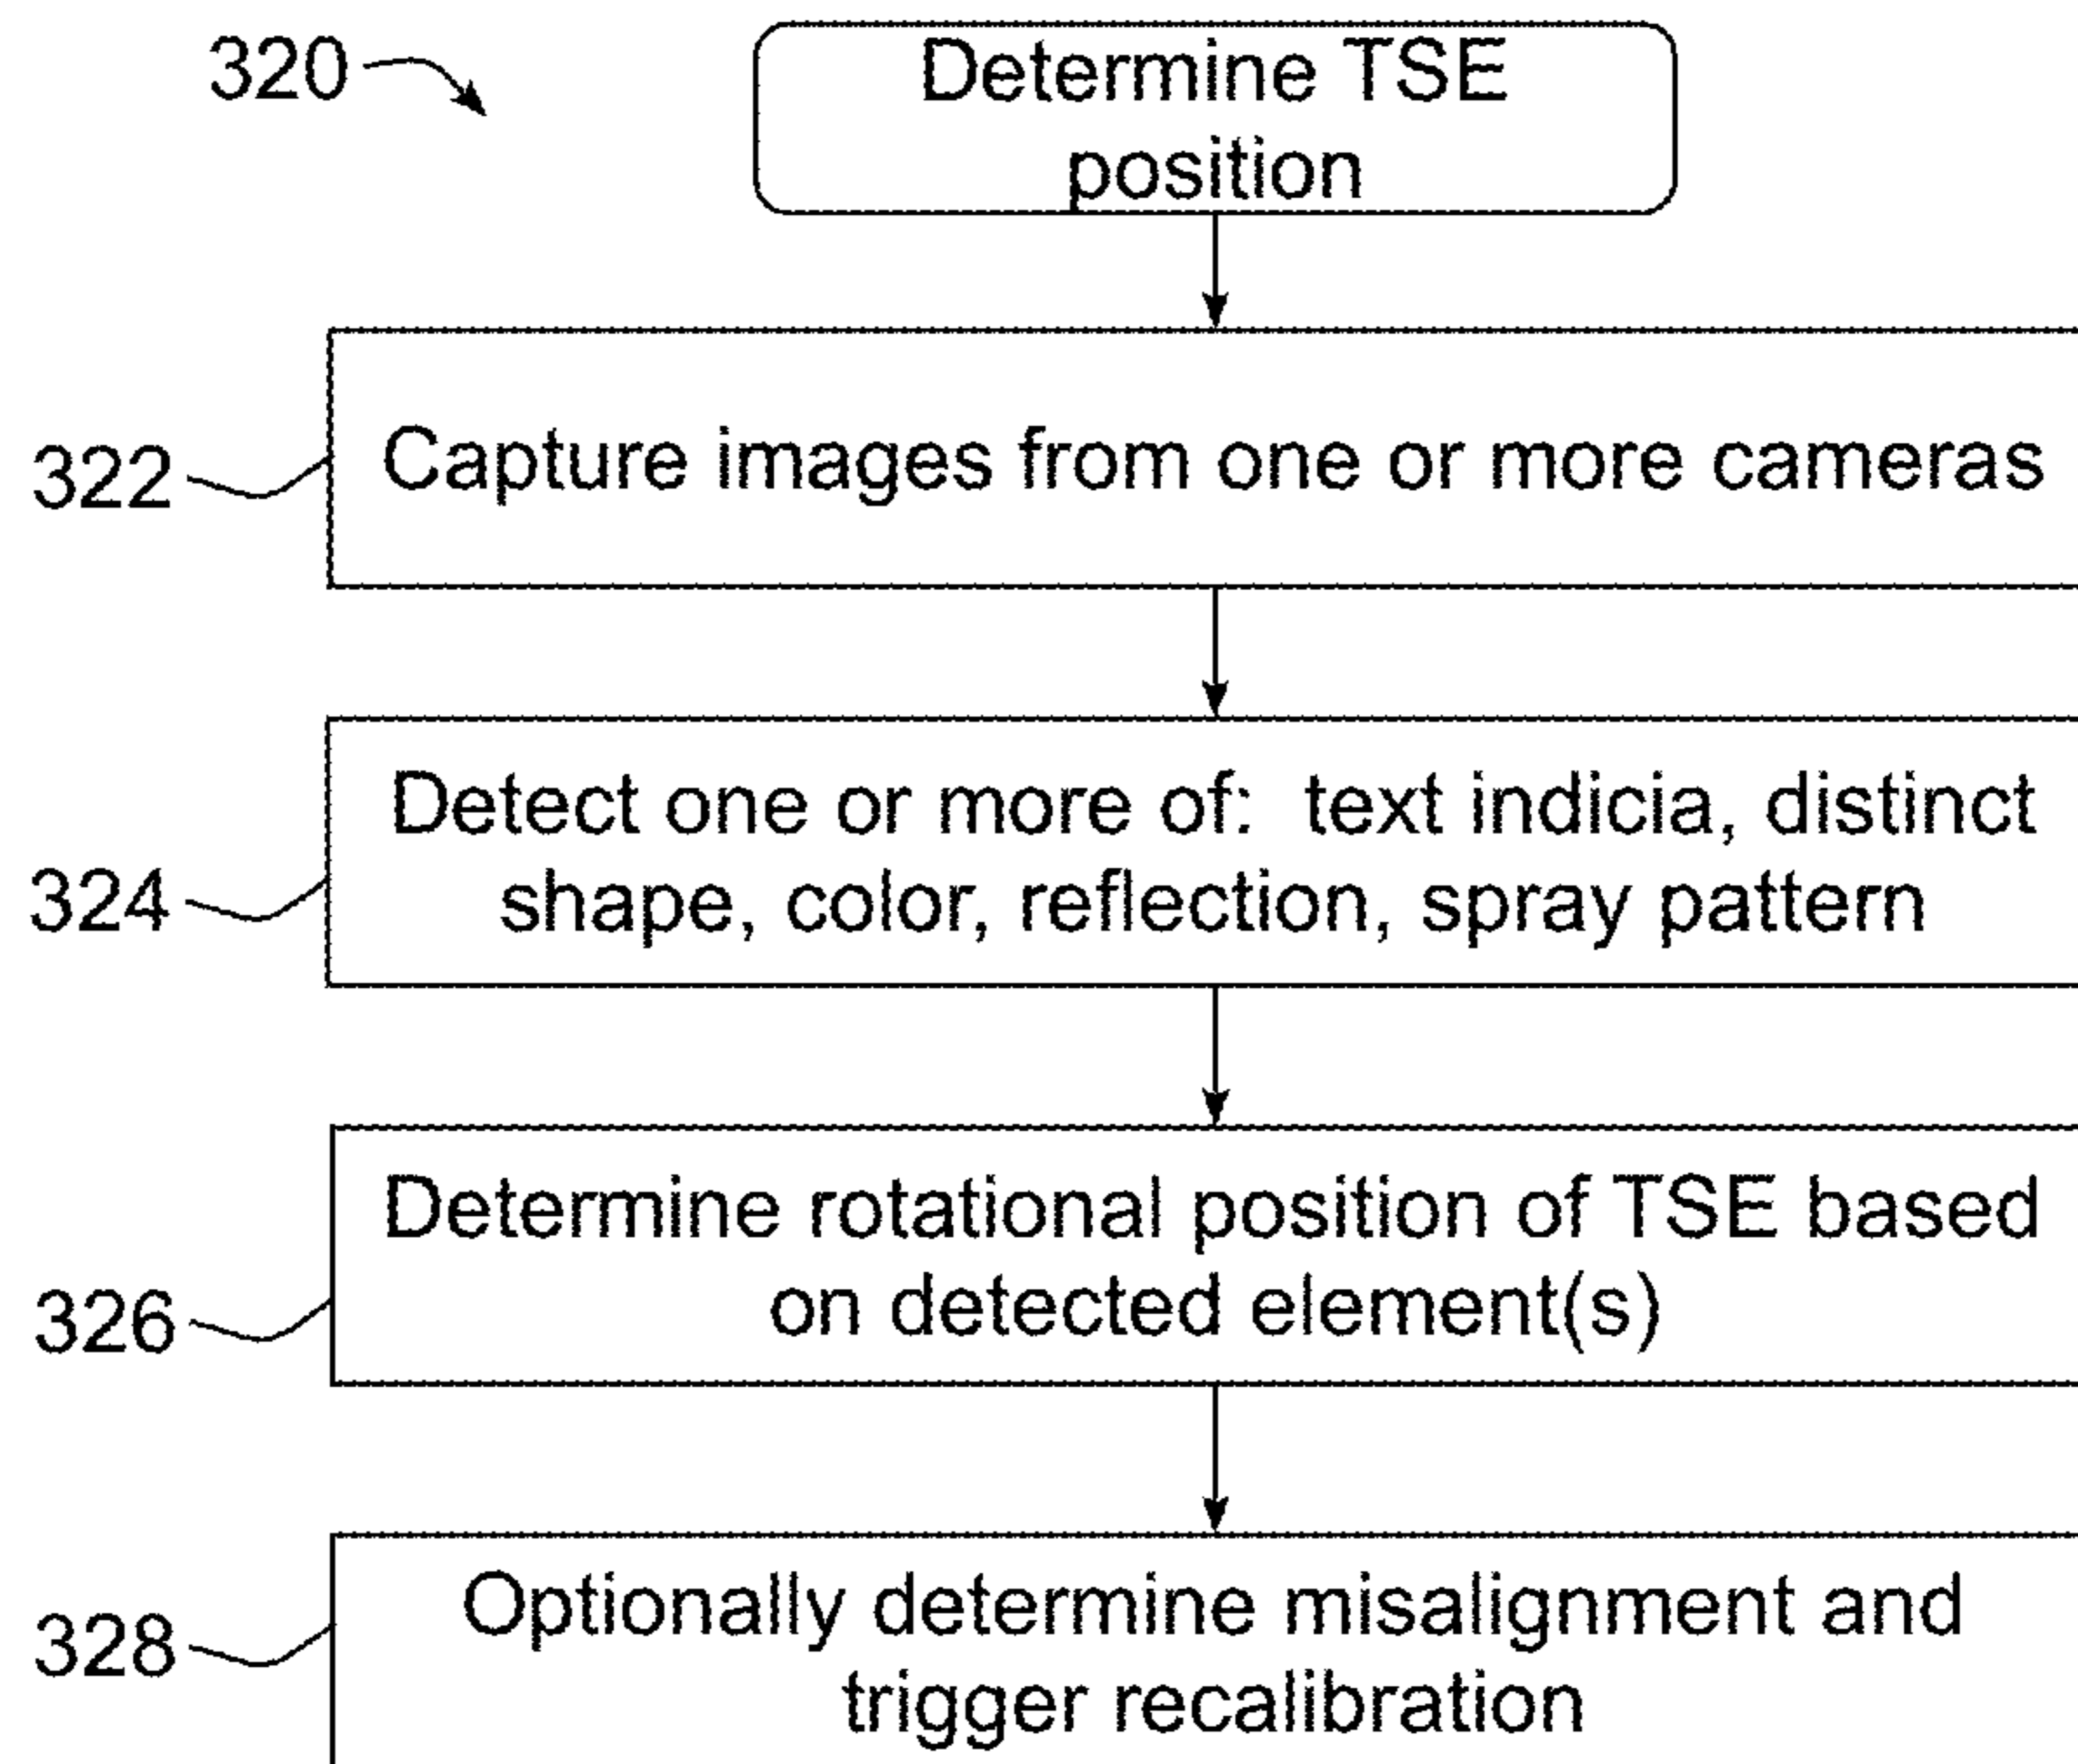 320
Determine TSE
position
322
Capture images from one or more cameras
324
Detect one or more of: text indicia, distinct
shape, color, reflection, spray pattern
326
Determine rotational position of TSE based
on detected element(s)
328
Optionally determine misalignment and
trigger recalibration